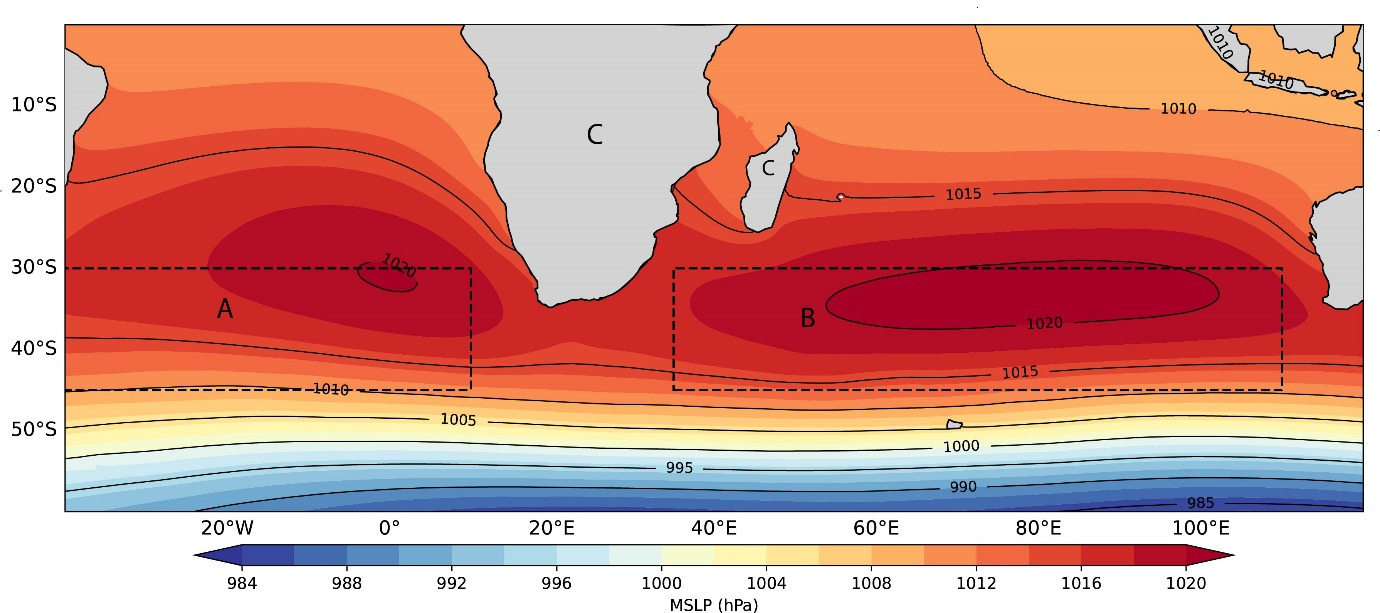 1010
1010
10°S
1010
C
C
20°S
1015
30°S
1020
A
B
1020
40°S
1015
1010
1005
50°S
1000
995
990
985
20°W 0° 20°E 40°E 60°E 80°E 100°E
984 988 992 996 1000 1004 1008 1012 1016 1020
MSLP (hPa)